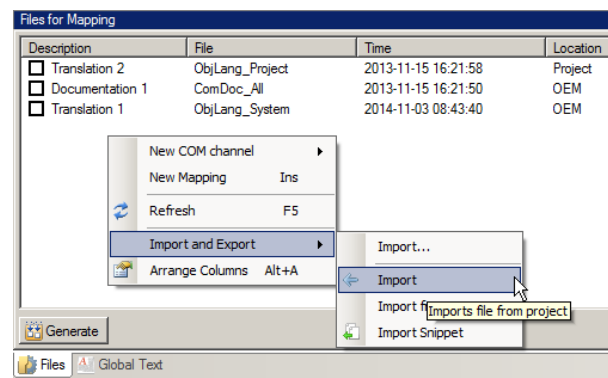 Files for Mapping
Description File Time Location
Translation 2 ObjLang_Project 2013-11-15 16:21:58 Project
Documentation 1 ComDoc_All 2013-11-15 16:21:50 OEM
Translation 1 ObjLang_System 2014-11-03 08:43:40 OEM
New COM channel
New Mapping Ins
Refresh F5
Import and Export
Arrange Columns Alt+A
Import...
Import
Import
Imports file from project
Import Snippet
Generate
Files Global Text